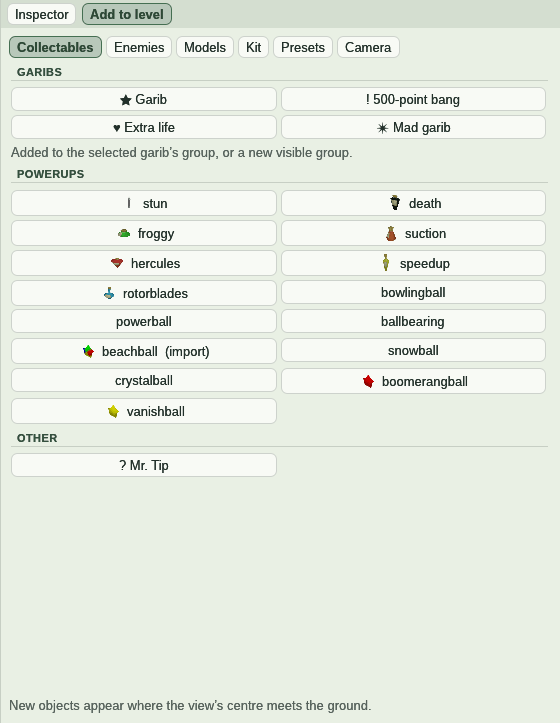 Inspector Add to level
Collectables Enemies Models Kit Presets Camera
GARIBS
★ Garib ! 500-point bang
♥ Extra life ✷ Mad garib
Added to the selected garib's group, or a new visible group.
POWERUPS
stun death
froggy suction
hercules speedup
rotorblades bowlingball
powerball ballbearing
beachball (import) snowball
crystalball boomerangball
vanishball
OTHER
? Mr. Tip
New objects appear where the view's centre meets the ground.